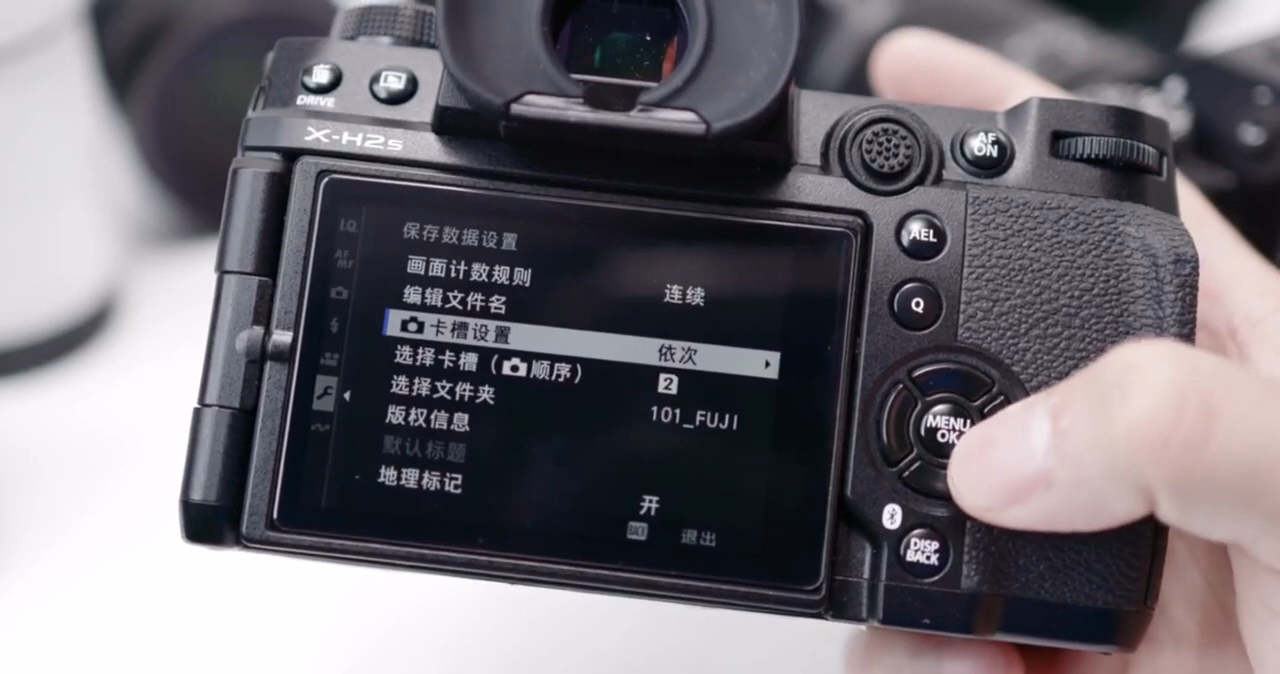 DRIVE
X-H2S
AF
ON
AEL
Q
MENU
OK
DISP
BACK
I.Q.
AF
MF
保存数据设置
画面计数规则 连续
编辑文件名
卡槽设置 依次
选择卡槽（顺序） 2
选择文件夹 101_FUJI
版权信息
默认标题
地理标记 开
BACK 退出